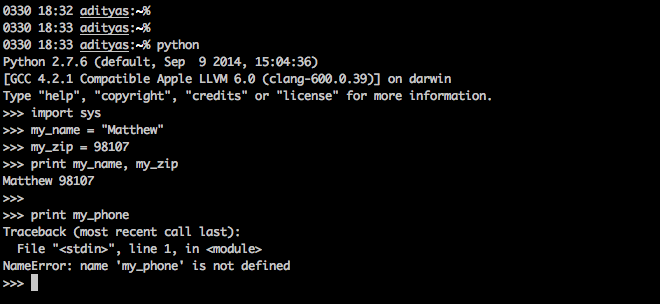 0330 18:32 adityas:~%
0330 18:33 adityas:~%
0330 18:33 adityas:~% python
Python 2.7.6 (default, Sep  9 2014, 15:04:36)
[GCC 4.2.1 Compatible Apple LLVM 6.0 (clang-600.0.39)] on darwin
Type "help", "copyright", "credits" or "license" for more information.
>>> import sys
>>> my_name = "Matthew"
>>> my_zip = 98107
>>> print my_name, my_zip
Matthew 98107
>>>
>>> print my_phone
Traceback (most recent call last):
  File "<stdin>", line 1, in <module>
NameError: name 'my_phone' is not defined
>>>